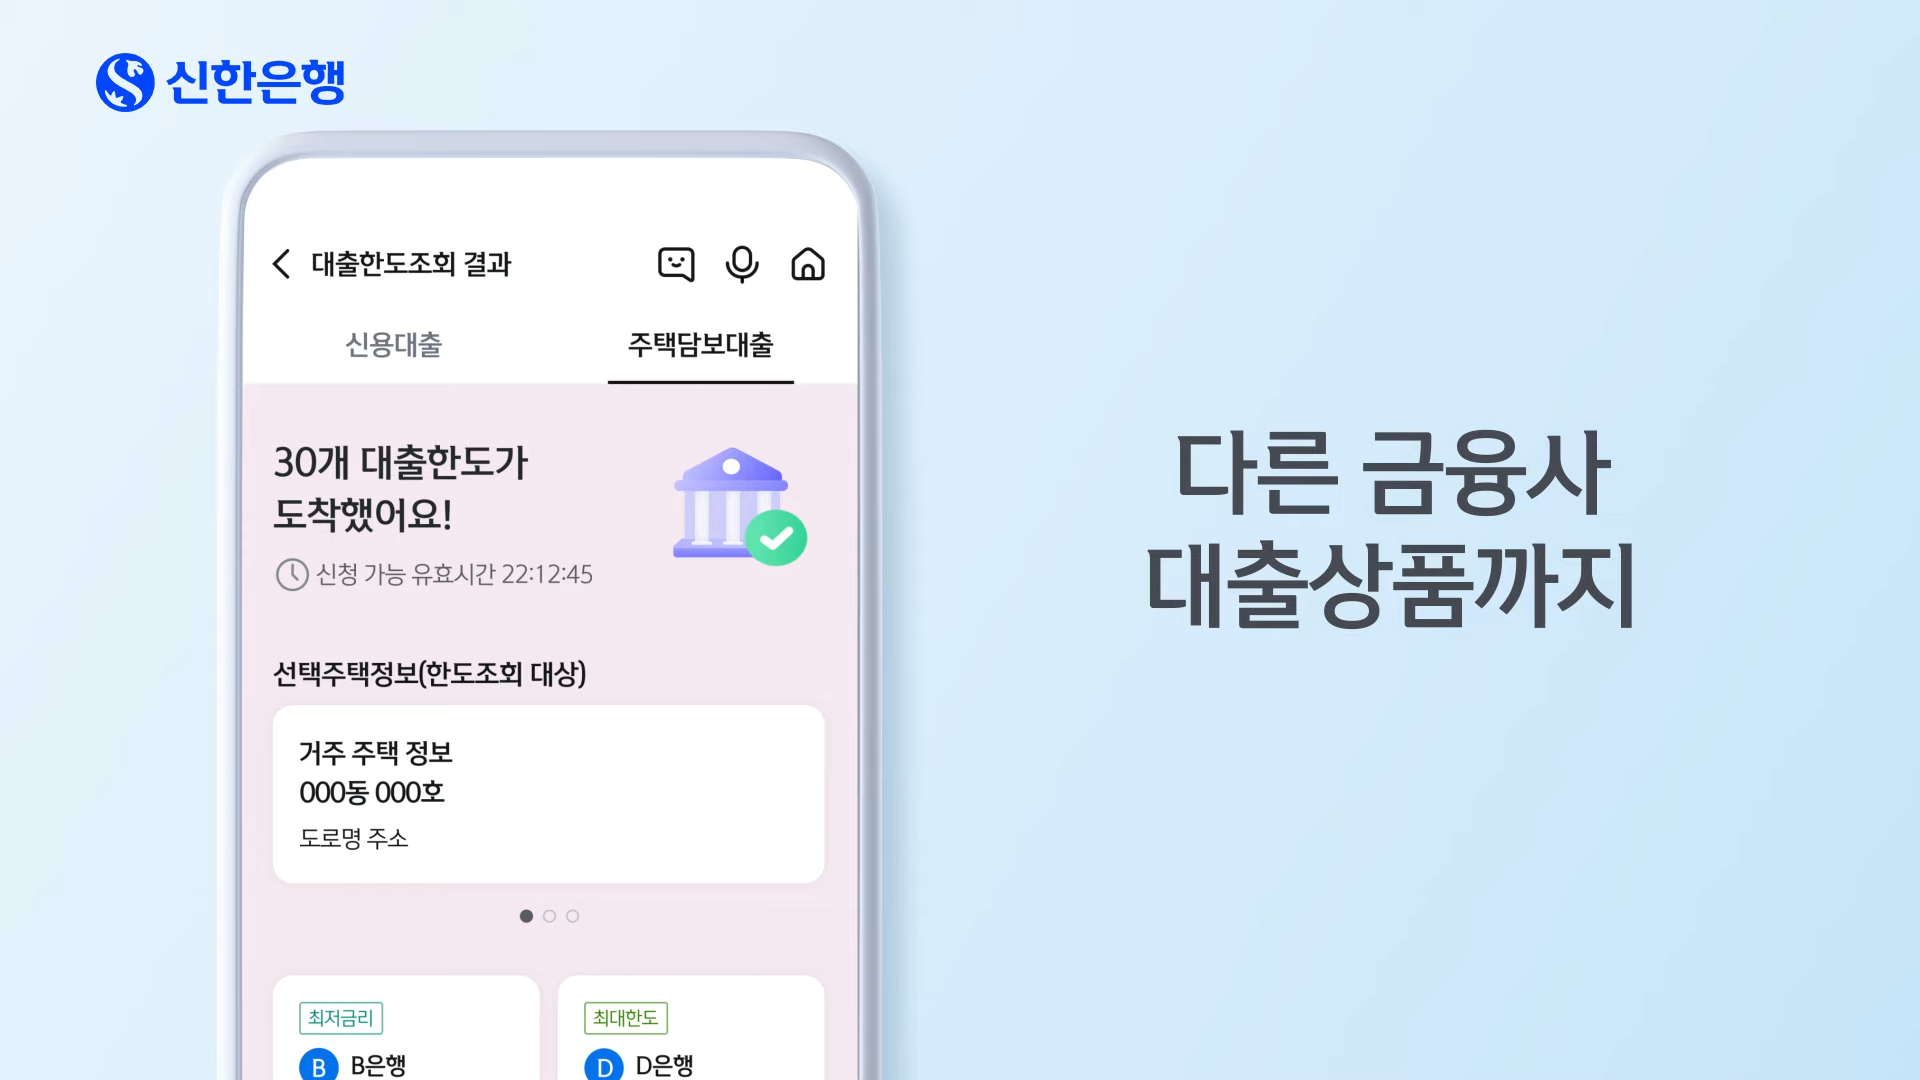 신한은행
대출한도조회 결과
신용대출
주택담보대출
30개 대출한도가
도착했어요!
신청 가능 유효시간 22:12:45
선택주택정보(한도조회 대상)
거주 주택 정보
000동 000호
도로명 주소
최저금리
B B은행
최대한도
D D은행
다른 금융사
대출상품까지